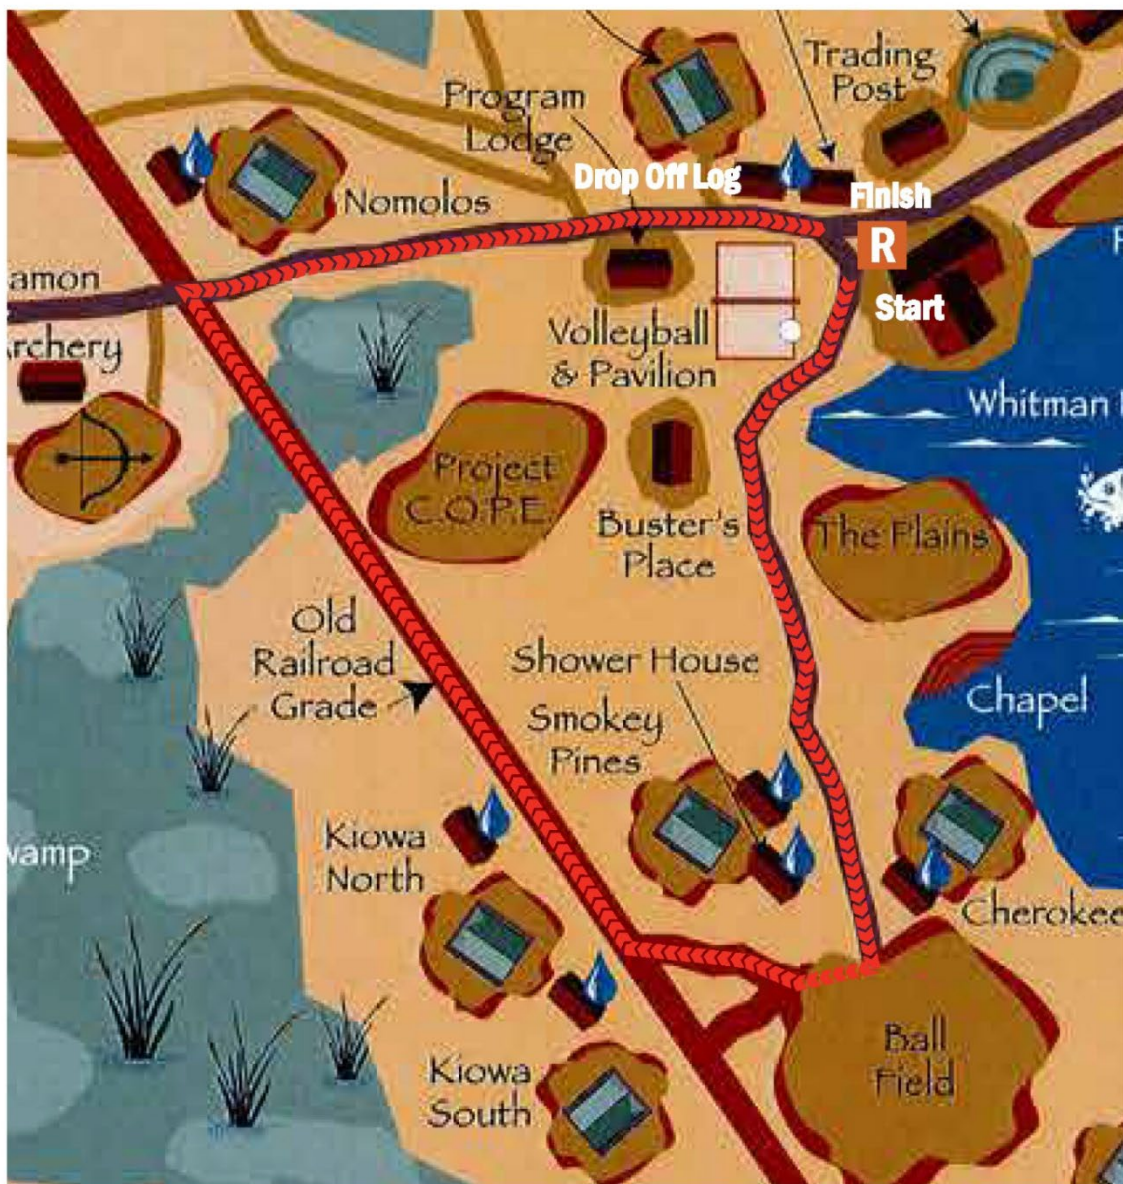 Trading
Post
Program
Lodge
Drop Off Log
Finish
Nomolos
R
Start
amon
Archery
Volleyball
& Pavilion
Whitman
Project
C.O.P.E.
Buster's
Place
The Plains
Old
Railroad
Grade
Shower House
Smokey
Pines
Chapel
Kiowa
North
wamp
Cherokee
Ball
Field
Kiowa
South